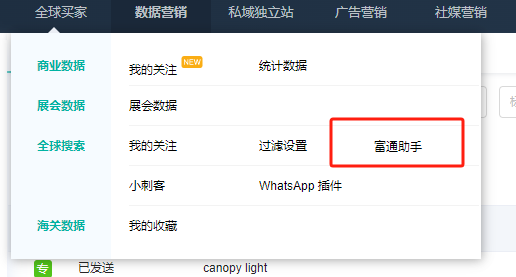 全球买家 数据营销 私域独立站 广告营销 社媒营销
商业数据 我的关注 NEW 统计数据
展会数据 展会数据
全球搜索 我的关注 过滤设置 富通助手
小刺客 WhatsApp 插件
海关数据 我的收藏
专 已发送 canopy light